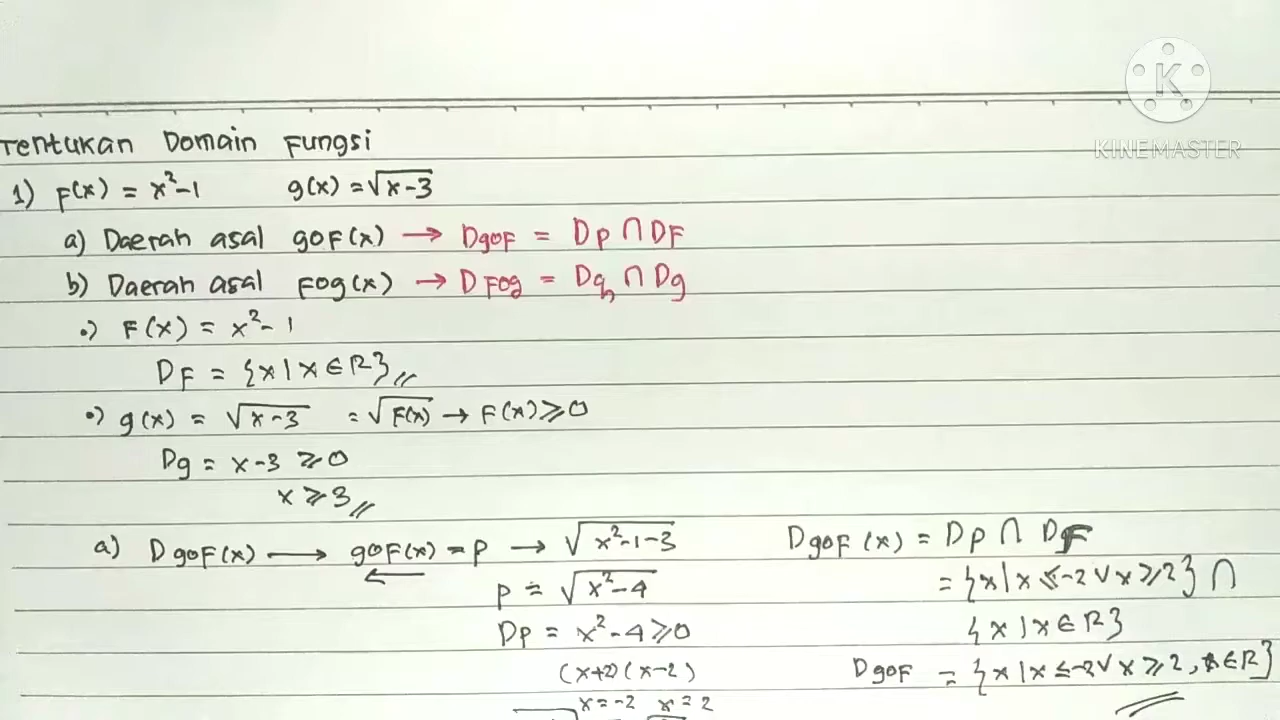 K
KINEMASTER
Tentukan Domain Fungsi
1) F(x) = x²-1 g(x) = √x-3
a) Daerah asal goF(x) → DgoF = Dp ∩ DF
b) Daerah asal Fog(x) → DFog = Dq ∩ Dg
•) F(x) = x²-1
DF = {x|x∈R}//
•) g(x) = √x-3 = √F(x) → F(x)≥0
Dg = x-3 ≥0
x ≥3//
a) DgoF(x) → goF(x) = p → √x²-1-3
p = √x²-4
Dp = x²-4≥0
(x+2)(x-2)
x=-2 x=2
DgoF (x) = Dp ∩ DF
= {x|x≤-2∨x≥2} ∩
{x|x∈R}
DgoF = {x|x≤-2∨x≥2, x∈R}